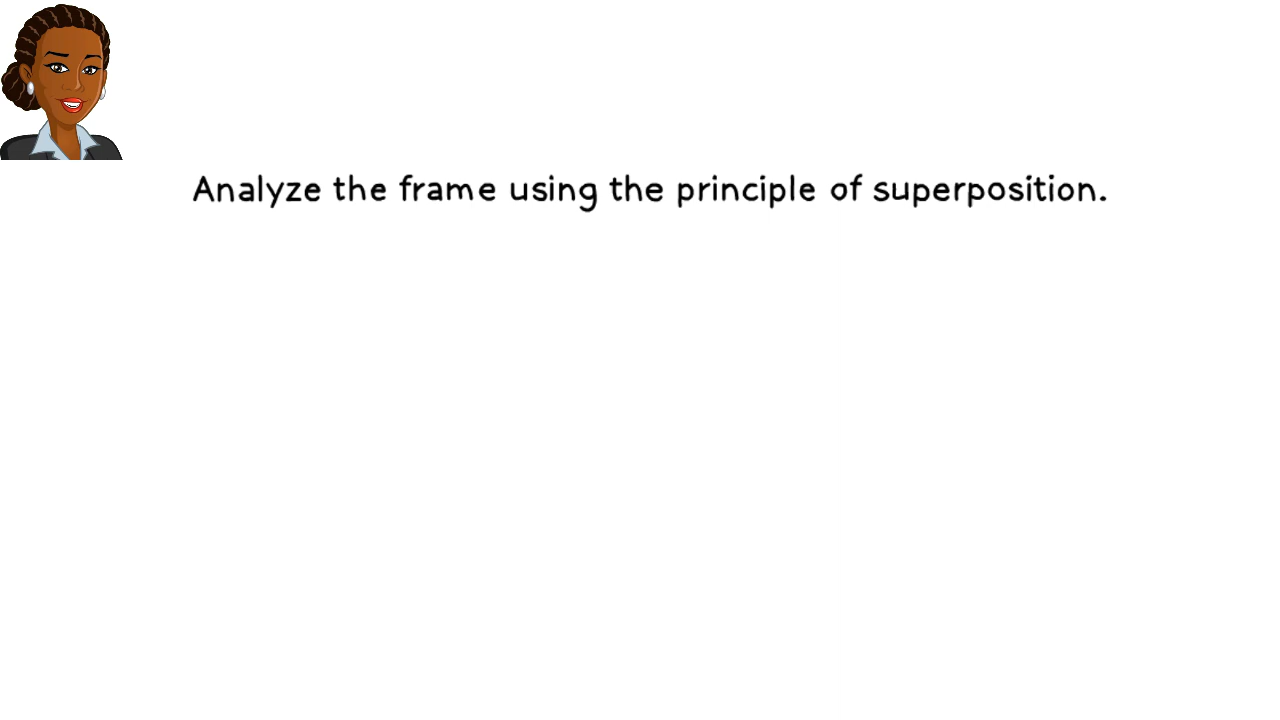 Analyze the frame using the principle of superposition.